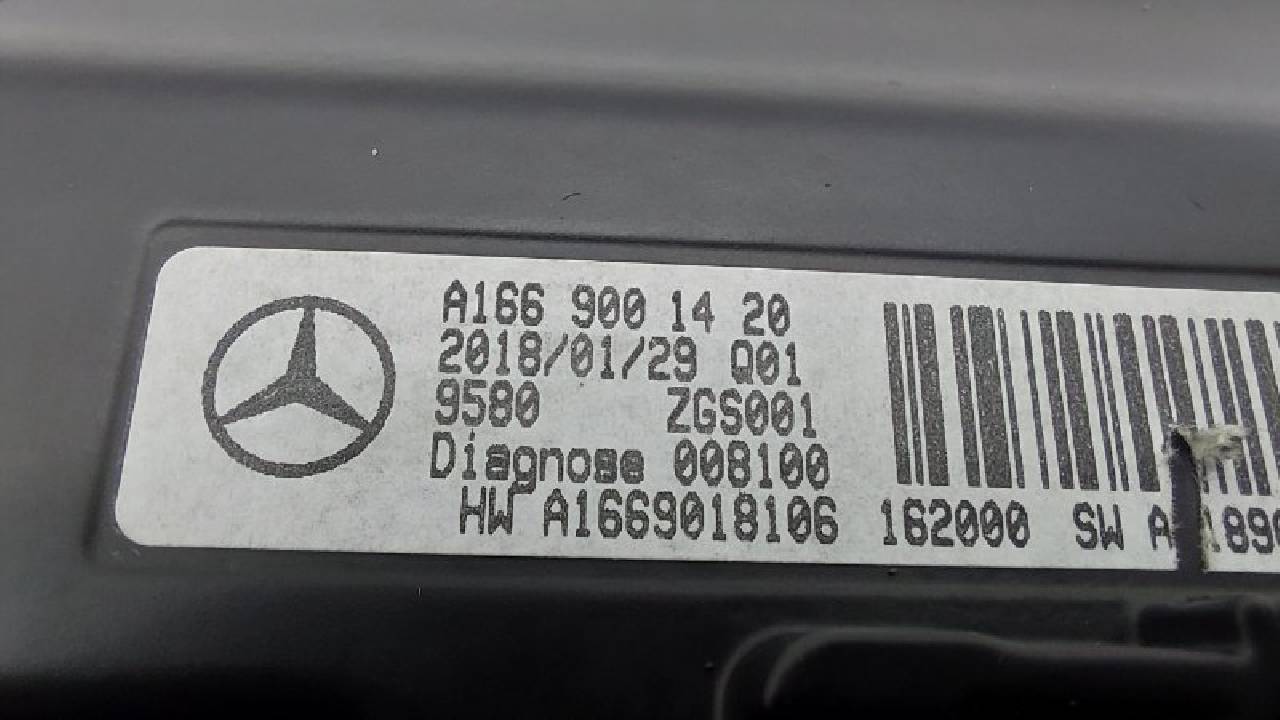 A166 900 14 20
2018/01/29 Q01
9580 ZGS001
Diagnose 008100
HW A1669018106 162000 SW